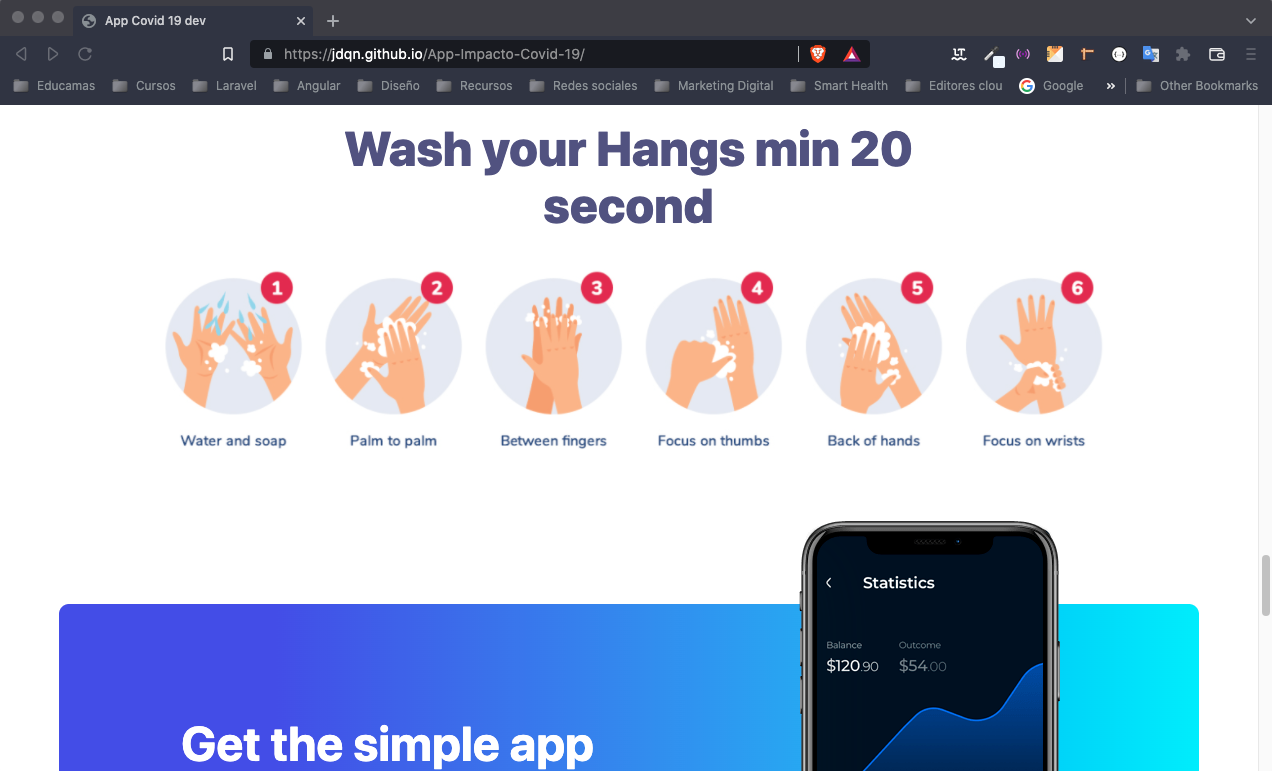 App Covid 19 dev
https://jdqn.github.io/App-Impacto-Covid-19/
Educamas Cursos Laravel Angular Diseño Recursos Redes sociales Marketing Digital Smart Health Editores clou Google » Other Bookmarks
Wash your Hangs min 20
second
1 2 3 4 5 6
Water and soap Palm to palm Between fingers Focus on thumbs Back of hands Focus on wrists
Statistics
Balance Outcome
$120.90 $54.00
Get the simple app